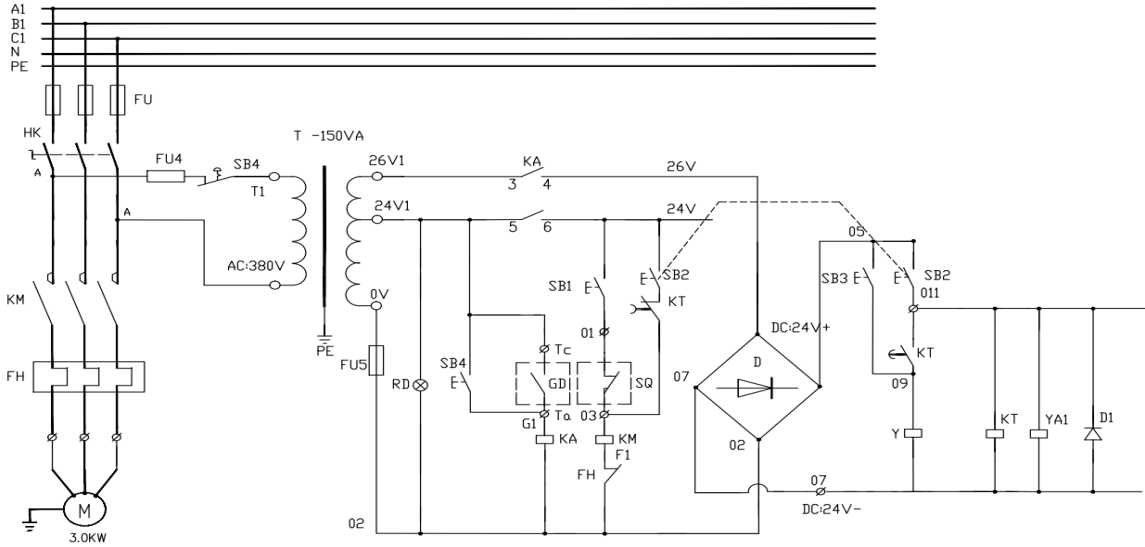 A1
B1
C1
N
PE
FU
HK
T -150VA
FU4
SB4
26V1
KA
26V
A
T1
3
4
A
24V1
24V
5
6
05
AC:380V
SB1
SB2
SB3
SB2
KM
0V
KT
011
01
DC:24V+
PE
Tc
KT
FH
FU5
SB4
D
RD
GD
SQ
07
09
G1
Ta
03
KA
KM
Y
KT
YA1
D1
02
F1
FH
07
M
02
DC:24V-
3.0KW